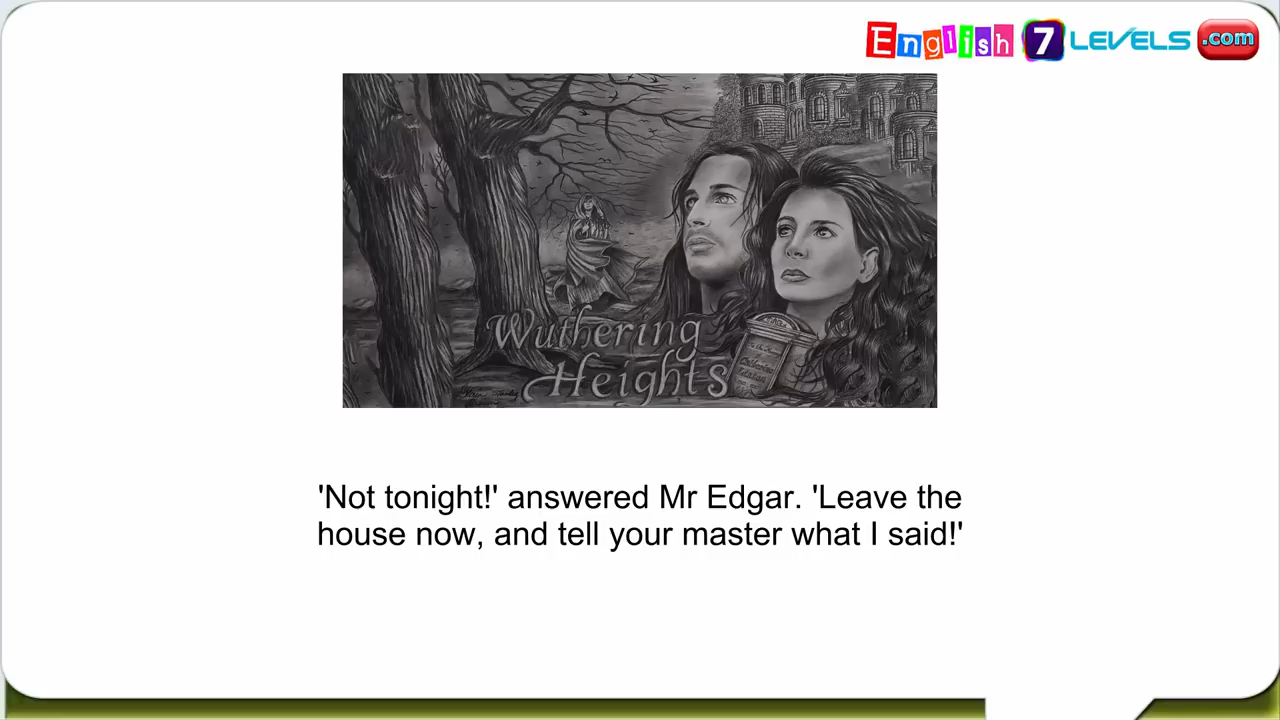 English 7 LEVELS .com
Wuthering
Heights
'Not tonight!' answered Mr Edgar. 'Leave the
house now, and tell your master what I said!'